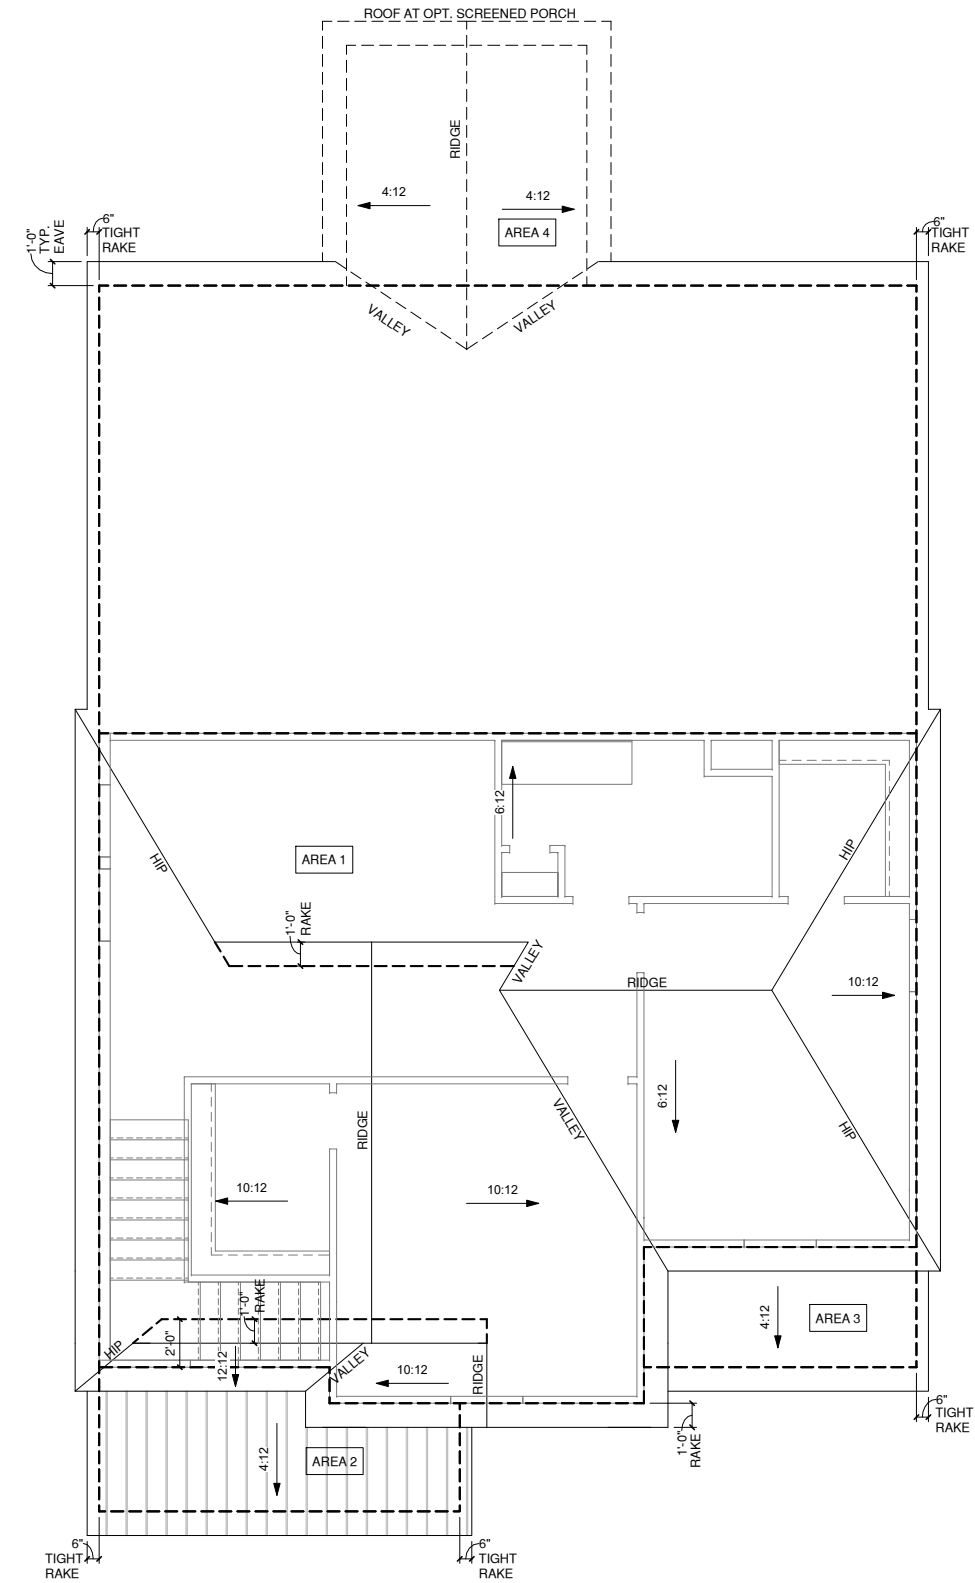 ROOF AT OPT. SCREENED PORCH
RIDGE
4:12
4:12
AREA 4
6"
TIGHT
RAKE
1'-0"
TYP.
EAVE
6"
TIGHT
RAKE
VALLEY
VALLEY
6:12
AREA 1
HIP
HIP
1'-0"
RAKE
VALLEY
RIDGE
10:12
6:12
VALLEY
RIDGE
HIP
10:12
10:12
1'-0"
RAKE
2'-0"
HIP
12:12
VALLEY
10:12
RIDGE
4:12
AREA 3
6"
TIGHT
RAKE
1'-0"
RAKE
4:12
AREA 2
6"
TIGHT
RAKE
6"
TIGHT
RAKE